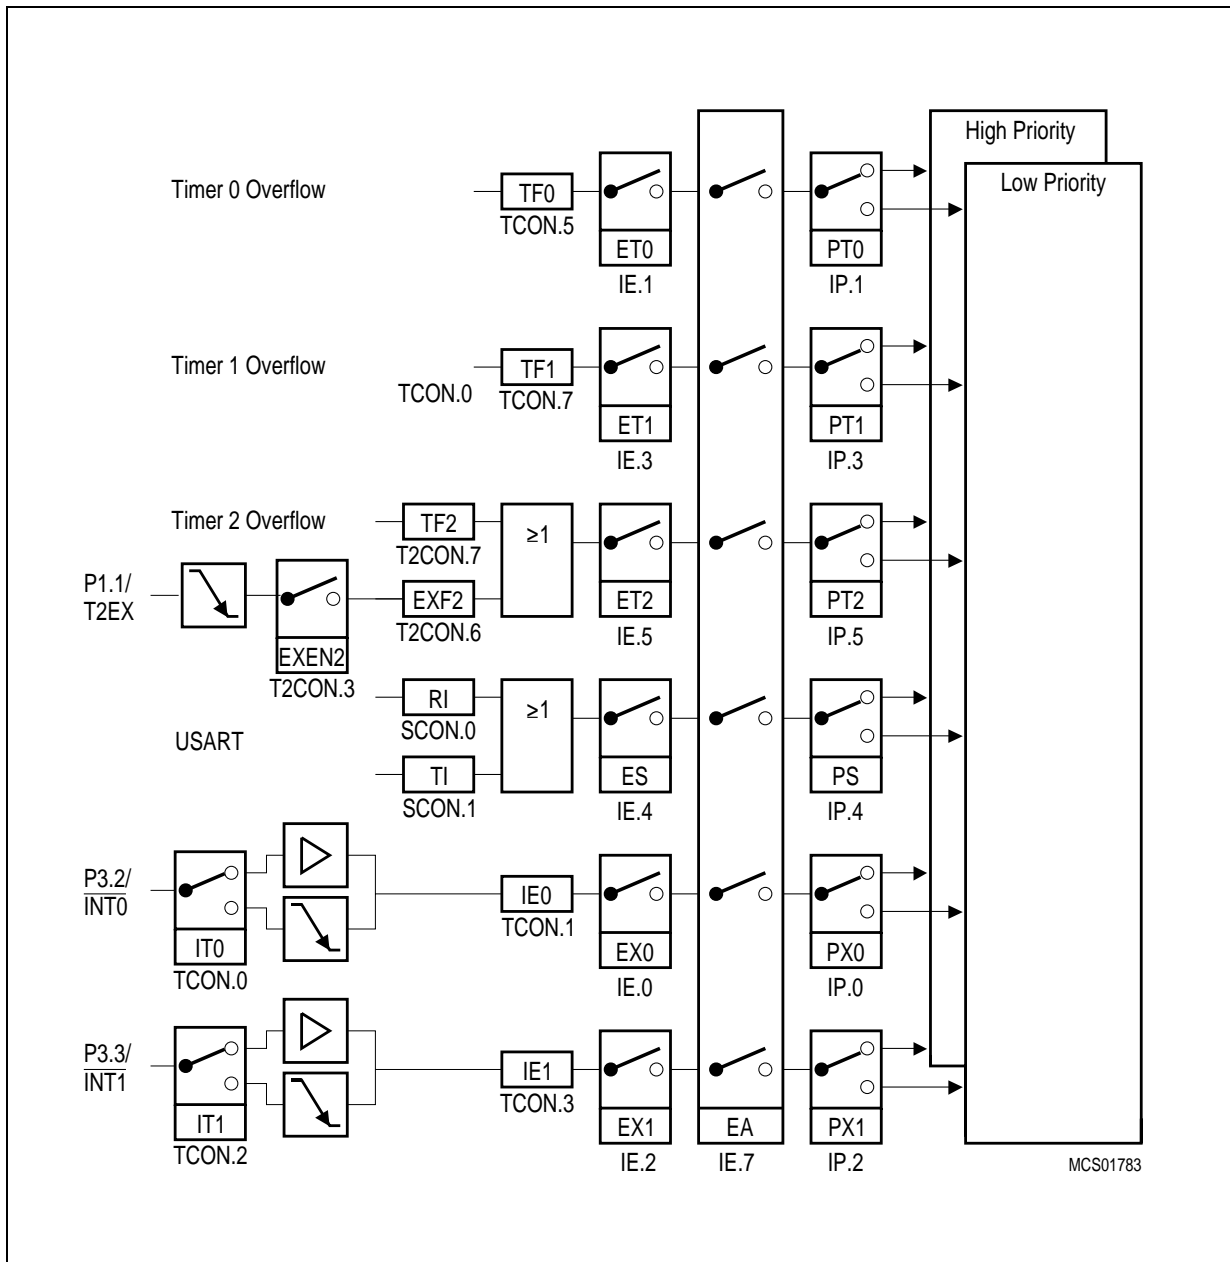 High Priority
Low Priority
Timer 0 Overflow
TF0
TCON.5
ET0
IE.1
PT0
IP.1
Timer 1 Overflow
TCON.0
TF1
TCON.7
ET1
IE.3
PT1
IP.3
Timer 2 Overflow
TF2
T2CON.7
≥1
P1.1/
T2EX
EXEN2
T2CON.3
EXF2
T2CON.6
ET2
IE.5
PT2
IP.5
USART
RI
SCON.0
≥1
TI
SCON.1
ES
IE.4
PS
IP.4
P3.2/
INT0
IT0
TCON.0
IE0
TCON.1
EX0
IE.0
PX0
IP.0
P3.3/
INT1
IT1
TCON.2
IE1
TCON.3
EX1
IE.2
EA
IE.7
PX1
IP.2
MCS01783